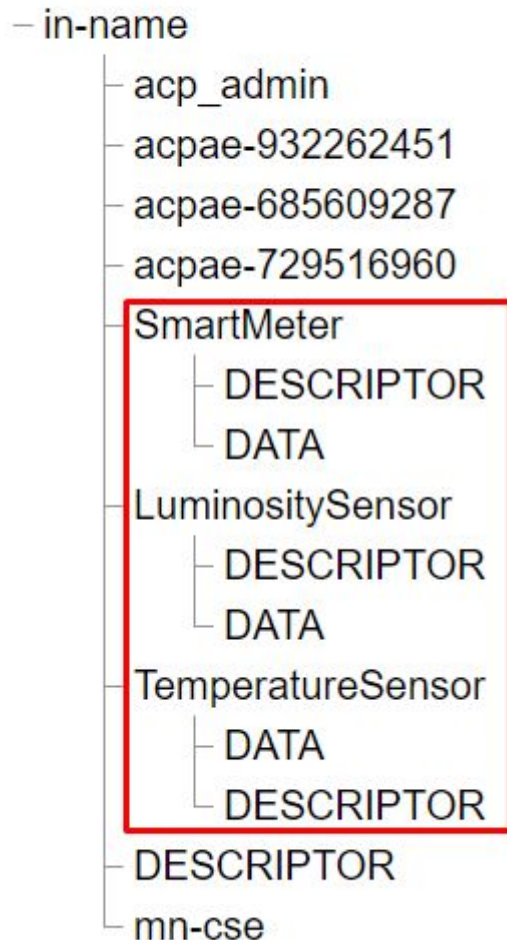 in-name
acp_admin
acpae-932262451
acpae-685609287
acpae-729516960
SmartMeter
DESCRIPTOR
DATA
LuminositySensor
DESCRIPTOR
DATA
TemperatureSensor
DATA
DESCRIPTOR
DESCRIPTOR
mn-cse